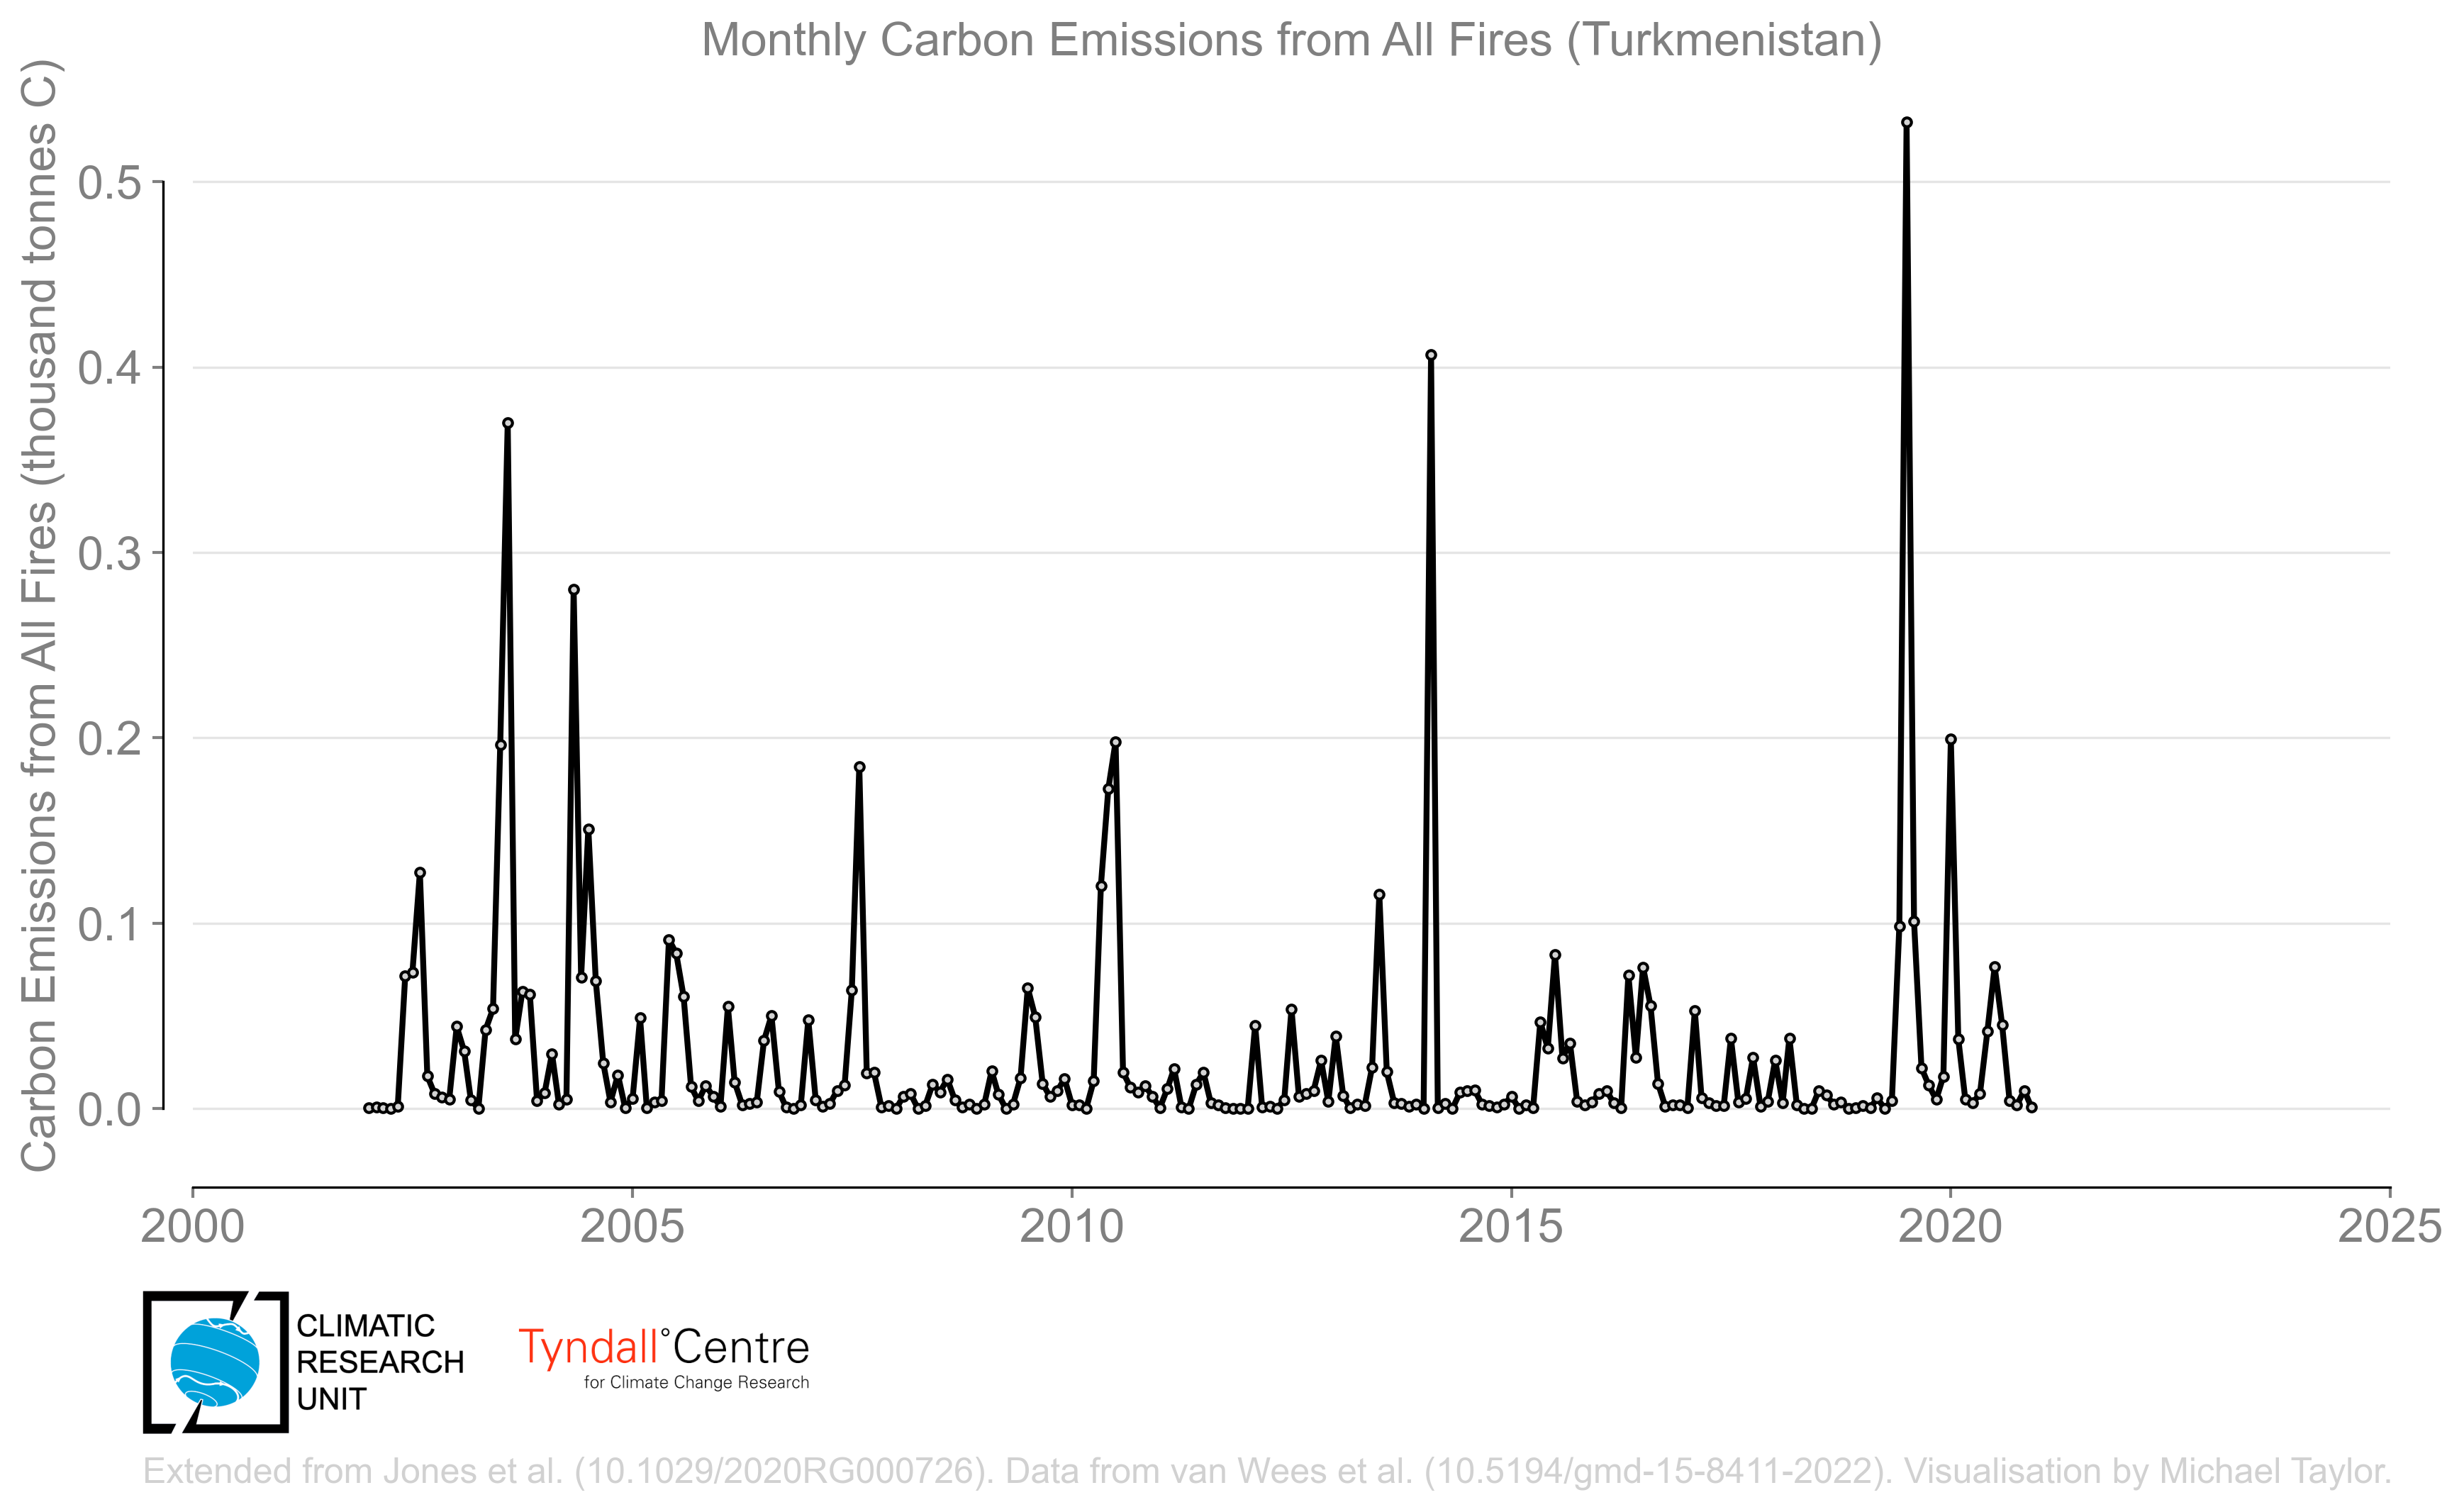 Monthly Carbon Emissions from All Fires (Turkmenistan)
Carbon Emissions from All Fires (thousand tonnes C)
0.5
0.4
0.3
0.2
0.1
0.0
2000
2005
2010
2015
2020
2025
CLIMATIC
RESEARCH
UNIT
Tyndall°Centre
for Climate Change Research
Extended from Jones et al. (10.1029/2020RG000726). Data from van Wees et al. (10.5194/gmd-15-8411-2022). Visualisation by Michael Taylor.